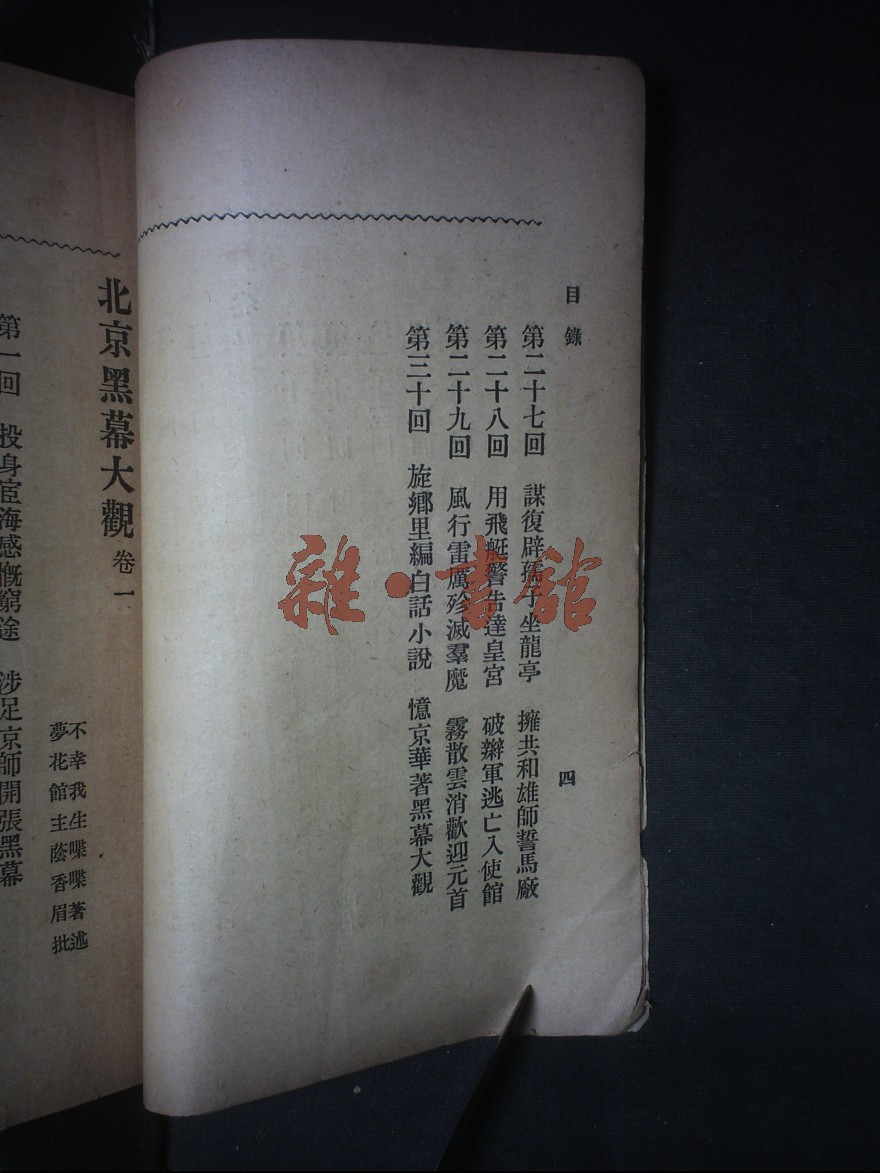 目錄
四
第二十七回 謀復辟孺子坐龍亭 擁共和雄師誓馬廠
第二十八回 用飛艇警告達皇宮 破辮軍逃亡入使館
第二十九回 風行雷厲殄滅羣魔 霧散雲消歡迎元首
第三十回 旋鄉里編白話小說 憶京華著黑幕大觀
雜·書館
北京黑幕大觀 卷一
不幸我生喋喋著述
夢花館主蔭香眉批
第一回 投身宦海感慨窮途 涉足京師開張黑幕